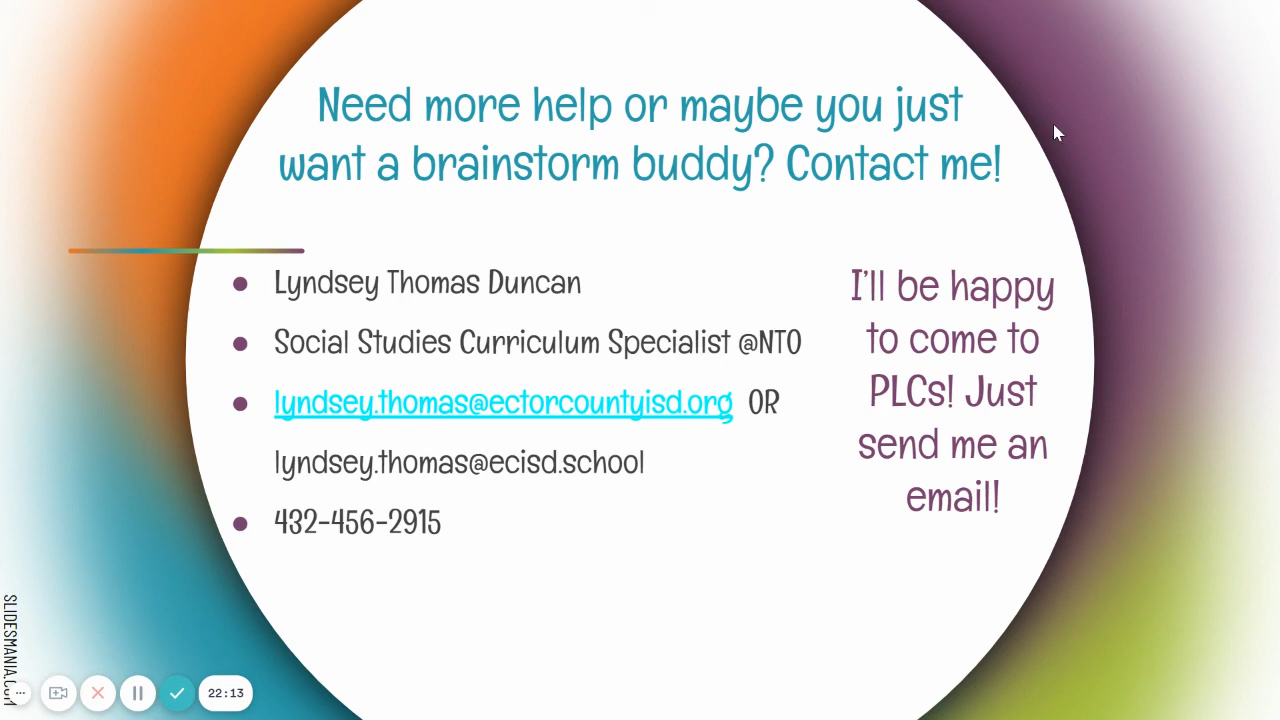 Need more help or maybe you just
want a brainstorm buddy? Contact me!
Lyndsey Thomas Duncan
Social Studies Curriculum Specialist @NTO
lyndsey.thomas@ectorcountyisd.org OR
lyndsey.thomas@ecisd.school
432-456-2915
I'll be happy
to come to
PLCs! Just
send me an
email!
SLIDESMANIA.COM
22:13